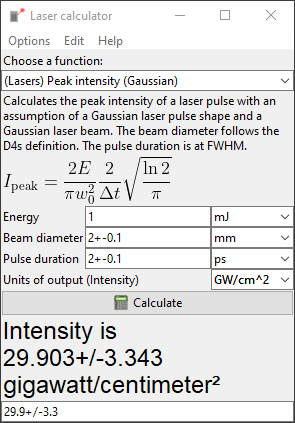 Laser calculator
Options Edit Help
Choose a function:
(Lasers) Peak intensity (Gaussian)
Calculates the peak intensity of a laser pulse with an
assumption of a Gaussian laser pulse shape and a
Gaussian laser beam. The beam diameter follows the
D4s definition. The pulse duration is at FWHM.
I_peak = \frac{2E}{\pi w_0^2} \frac{2}{\Delta t} \sqrt{\frac{\ln 2}{\pi}}
Energy 1 mJ
Beam diameter 2+-0.1 mm
Pulse duration 2+-0.1 ps
Units of output (Intensity) GW/cm^2
Calculate
Intensity is
29.903+/-3.343
gigawatt/centimeter²
29.9+/-3.3